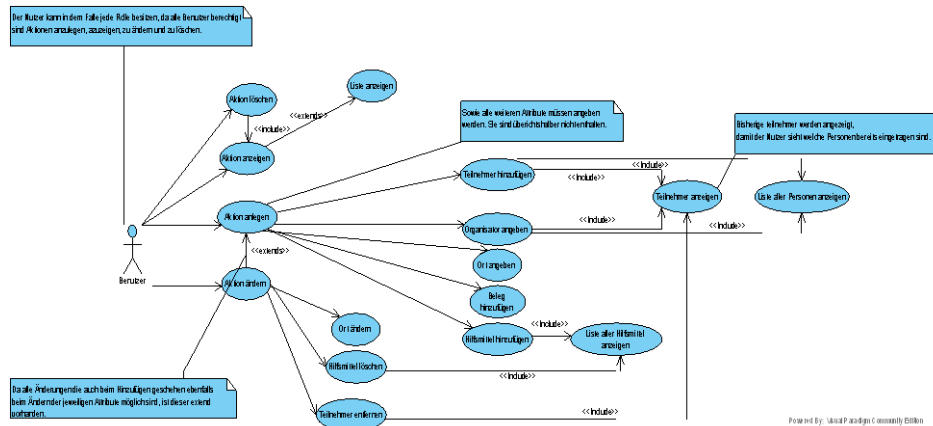 Der Nutzer kann in dem Falle jede Rolle besitzen, da alle Benutzer berechtigt
sind Aktionen anzulegen, azuzeigen, zu ändern und zu löschen.
Liste anzeigen
Aktion löschen
<<extends>>
<<Include>>
Sowie alle weiteren Attribute müssen angeben
werden. Sie sind übersichtshalber nicht enthalten.
Bisherige teilnehmer werden angezeigt,
damit der Nutzer sieht welche Personen bereits eingetragen sind.
Aktion anzeigen
Teilnehmer hinzufügen
<<Include>>
<<Include>>
Teilnehmer anzeigen
Liste aller Personen anzeigen
Aktion anlegen
<<Include>>
<<Include>>
Organisator angeben
<<extends>>
Ort angeben
Benutzer
Aktion ändern
Beleg
hinzufügen
Ort ändern
Hilfsmittel hinzufügen
<<Include>>
Liste aller Hilfsmittel
anzeigen
Hilfsmittel löschen
<<Include>>
Da alle Änderungen die auch beim Hinzufügen geschehen ebenfalls
beim Ändern der jeweiligen Attribute möglich sind, ist dieser extend
vorhanden.
Teilnehmer entfernen
<<Include>>
Powered By: Visual Paradigm Community Edition